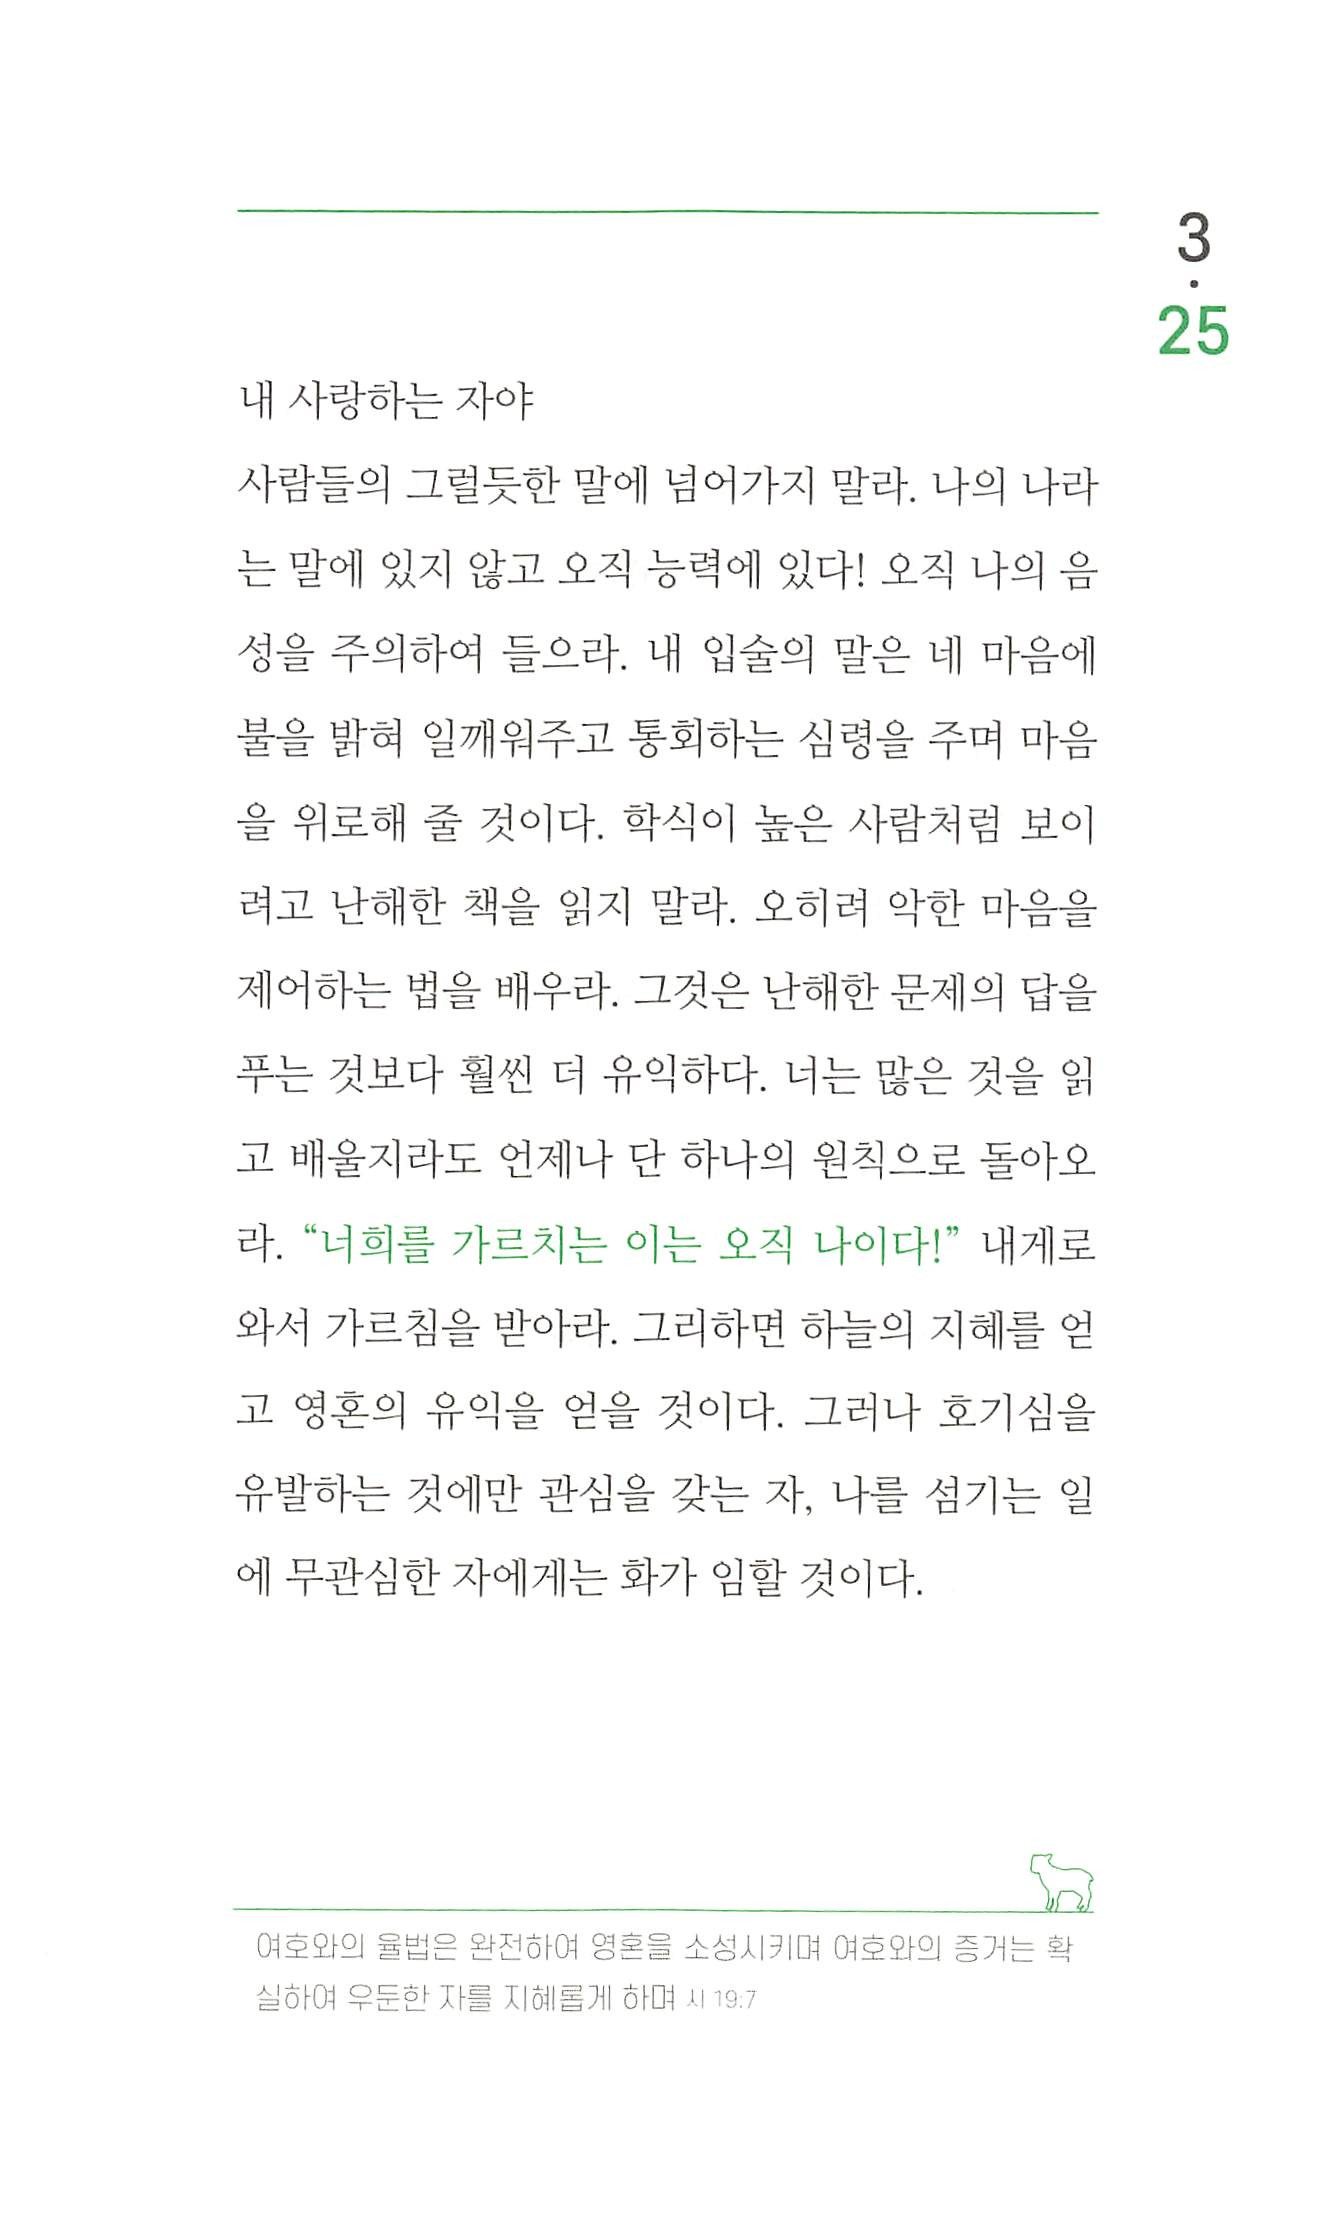 3
·
25
내 사랑하는 자야
사람들의 그럴듯한 말에 넘어가지 말라. 나의 나라
는 말에 있지 않고 오직 능력에 있다! 오직 나의 음
성을 주의하여 들으라. 내 입술의 말은 네 마음에
불을 밝혀 일깨워주고 통회하는 심령을 주며 마음
을 위로해 줄 것이다. 학식이 높은 사람처럼 보이
려고 난해한 책을 읽지 말라. 오히려 악한 마음을
제어하는 법을 배우라. 그것은 난해한 문제의 답을
푸는 것보다 훨씬 더 유익하다. 너는 많은 것을 읽
고 배울지라도 언제나 단 하나의 원칙으로 돌아오
라. “너희를 가르치는 이는 오직 나이다!” 내게로
와서 가르침을 받아라. 그리하면 하늘의 지혜를 얻
고 영혼의 유익을 얻을 것이다. 그러나 호기심을
유발하는 것에만 관심을 갖는 자, 나를 섬기는 일
에 무관심한 자에게는 화가 임할 것이다.
여호와의 율법은 완전하여 영혼을 소성시키며 여호와의 증거는 확
실하여 우둔한 자를 지혜롭게 하며 시 19:7